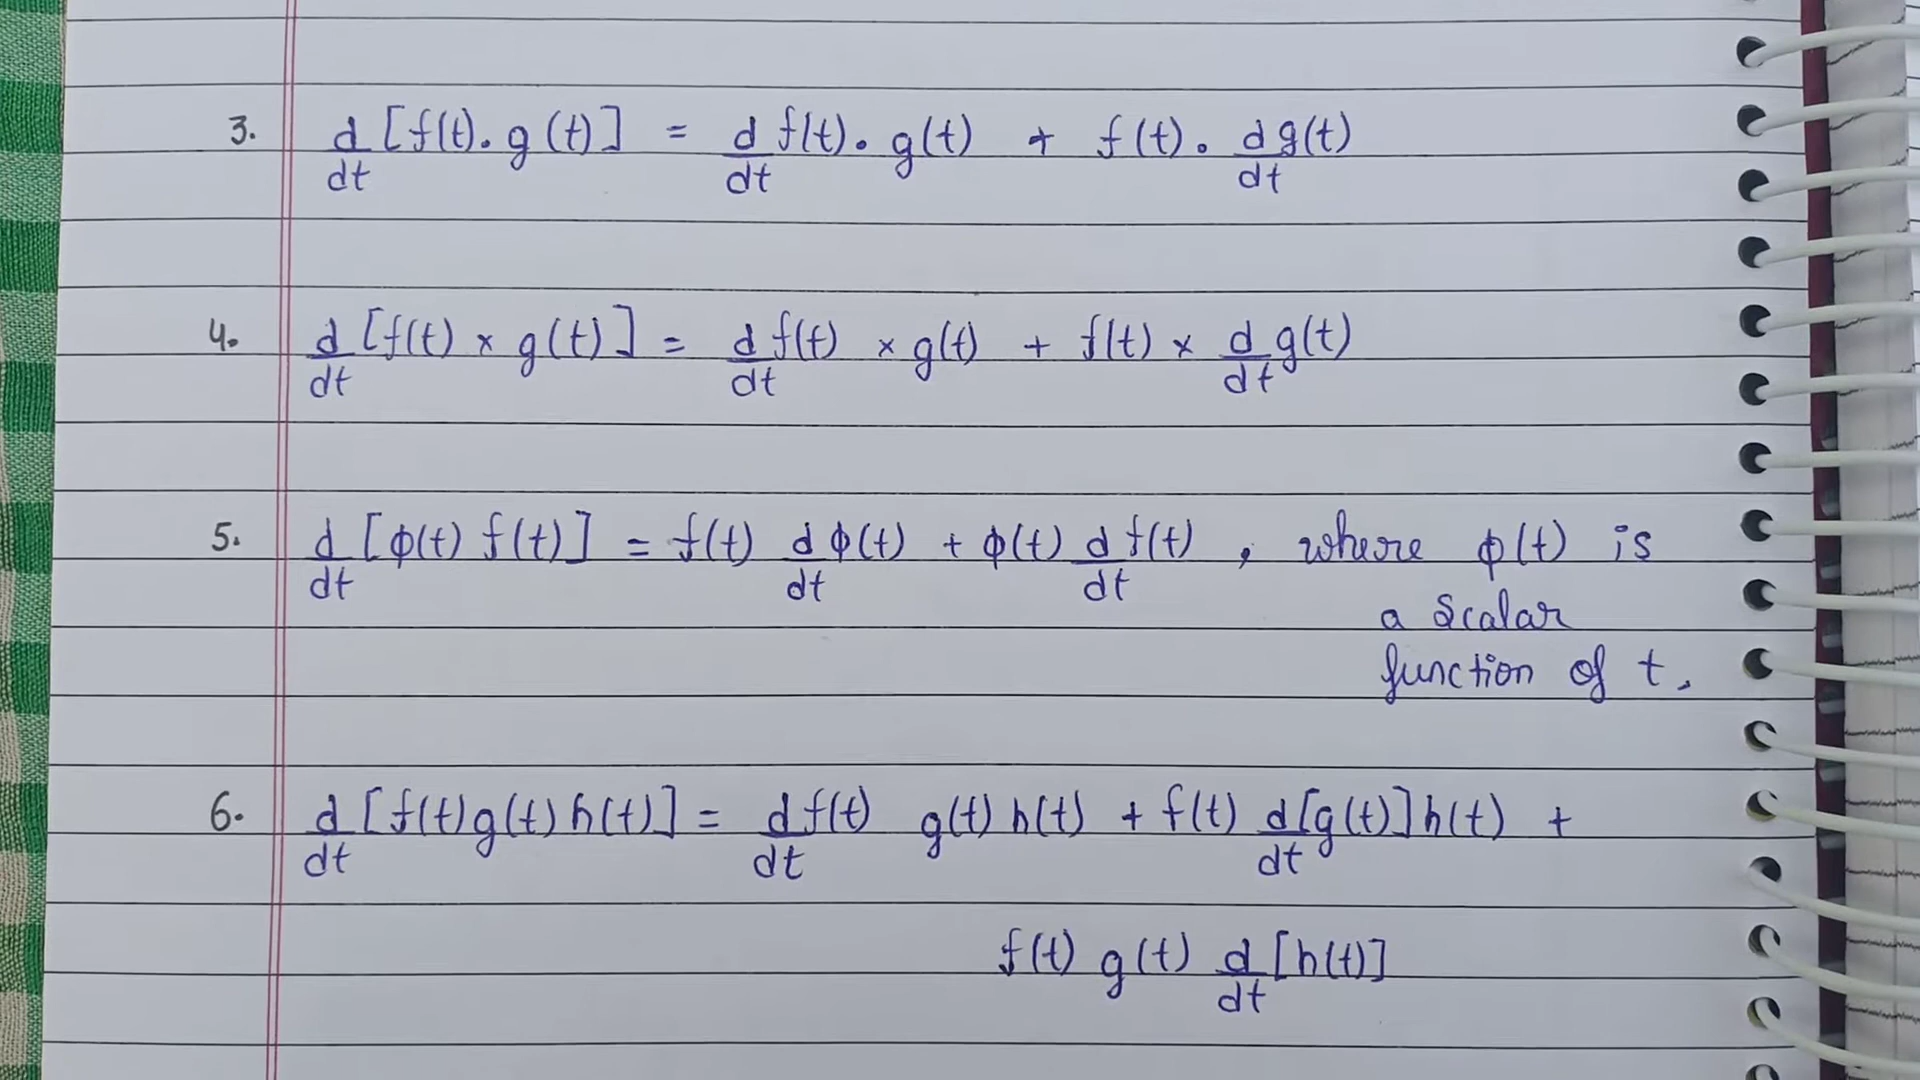 3. d/dt [f(t) . g(t)] = d/dt f(t) . g(t) + f(t) . d/dt g(t)
4. d/dt [f(t) × g(t)] = d/dt f(t) × g(t) + f(t) × d/dt g(t)
5. d/dt [φ(t) f(t)] = f(t) d/dt φ(t) + φ(t) d/dt f(t) , where φ(t) is
a scalar
function of t.
6. d/dt [f(t) g(t) h(t)] = d/dt f(t) g(t) h(t) + f(t) d/dt [g(t)] h(t) +
f(t) g(t) d/dt [h(t)]